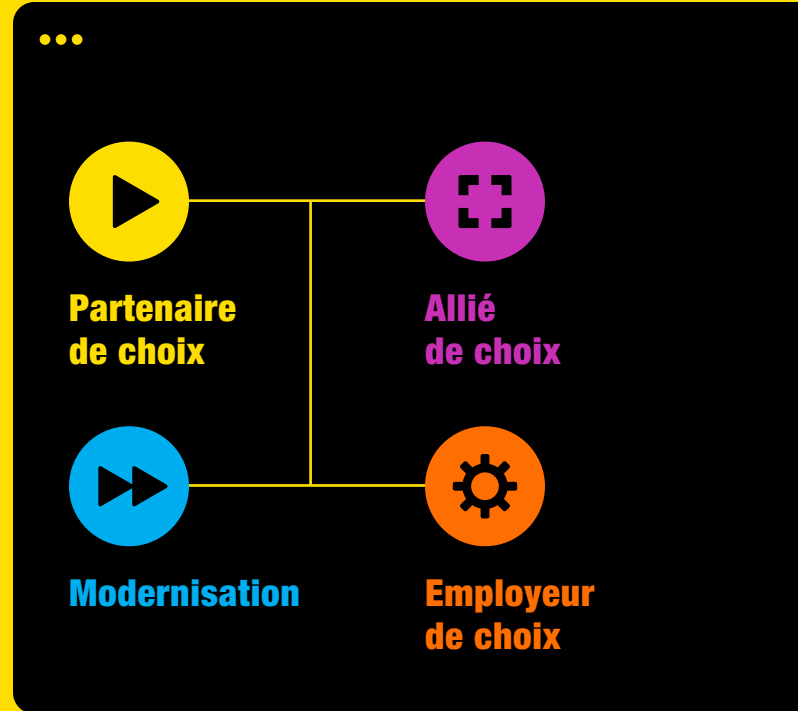 Partenaire
de choix
Allié
de choix
Modernisation
Employeur
de choix